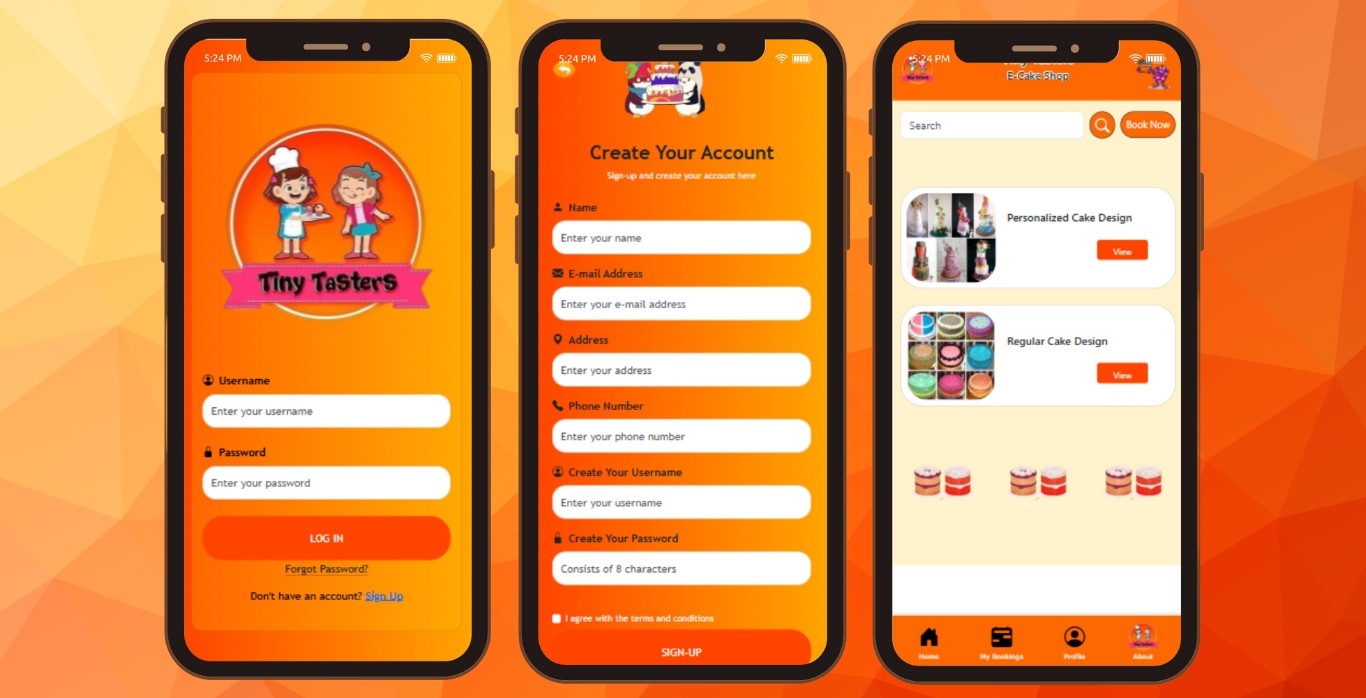 5:24 PM
Tiny Tasters
Username
Enter your username
Password
Enter your password
LOG IN
Forgot Password?
Don't have an account? Sign Up
5:24 PM
Create Your Account
Sign-up and create your account here
Name
Enter your name
E-mail Address
Enter your e-mail address
Address
Enter your address
Phone Number
Enter your phone number
Create Your Username
Enter your username
Create Your Password
Consists of 8 characters
I agree with the terms and conditions
SIGN-UP
5:24 PM
Tiny Tasters
E-Cake Shop
Search
Book Now
Personalized Cake Design
View
Regular Cake Design
View
Home
My Bookings
Profile
About